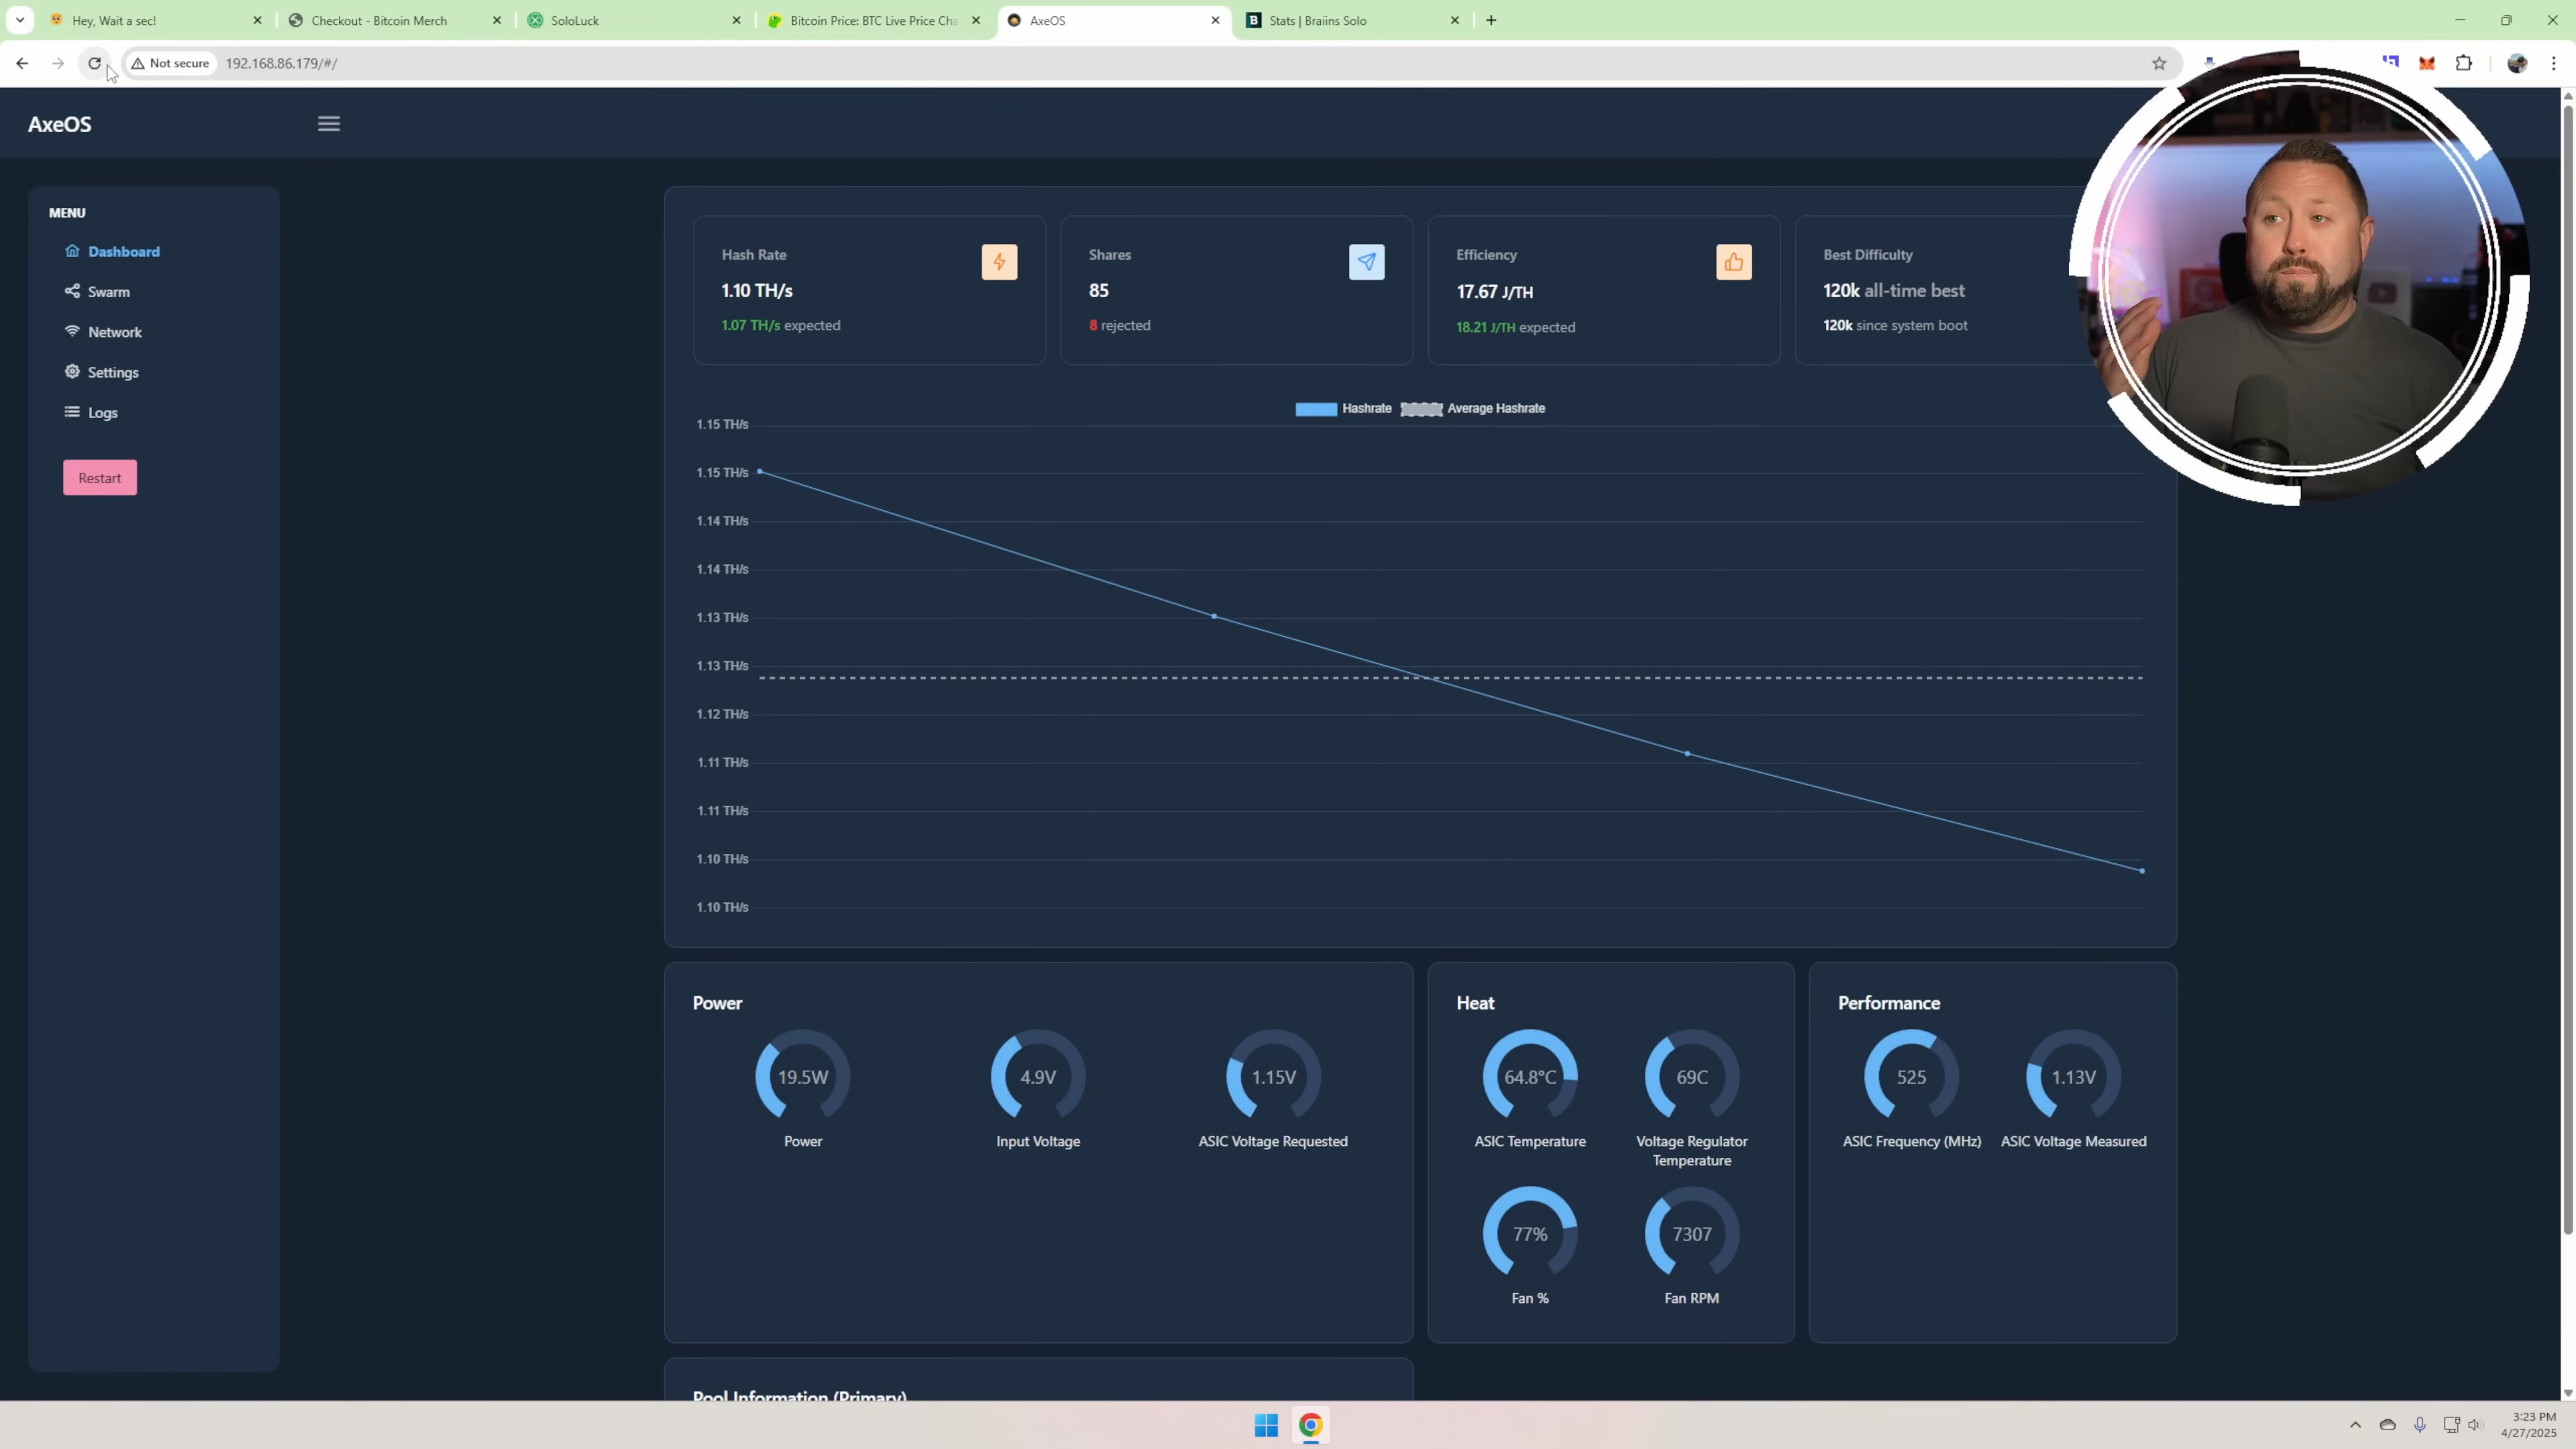 Hey, Wait a sec!
Checkout - Bitcoin Merch
SoloLuck
Bitcoin Price: BTC Live Price Cha
AxeOS
B Stats | Braiins Solo
Not secure 192.168.86.179/#/
AxeOS
MENU
Dashboard
Swarm
Network
Settings
Logs
Restart
Hash Rate
1.10 TH/s
1.07 TH/s expected
Shares
85
8 rejected
Efficiency
17.67 J/TH
18.21 J/TH expected
Best Difficulty
120k all-time best
120k since system boot
Hashrate Average Hashrate
1.15 TH/s
1.15 TH/s
1.14 TH/s
1.14 TH/s
1.13 TH/s
1.13 TH/s
1.12 TH/s
1.11 TH/s
1.11 TH/s
1.10 TH/s
1.10 TH/s
Power
19.5W
Power
4.9V
Input Voltage
1.15V
ASIC Voltage Requested
Heat
64.8°C
ASIC Temperature
69C
Voltage Regulator
Temperature
77%
Fan %
7307
Fan RPM
Performance
525
ASIC Frequency (MHz)
1.13V
ASIC Voltage Measured
Pool Information (Primary)
3:23 PM
4/27/2025